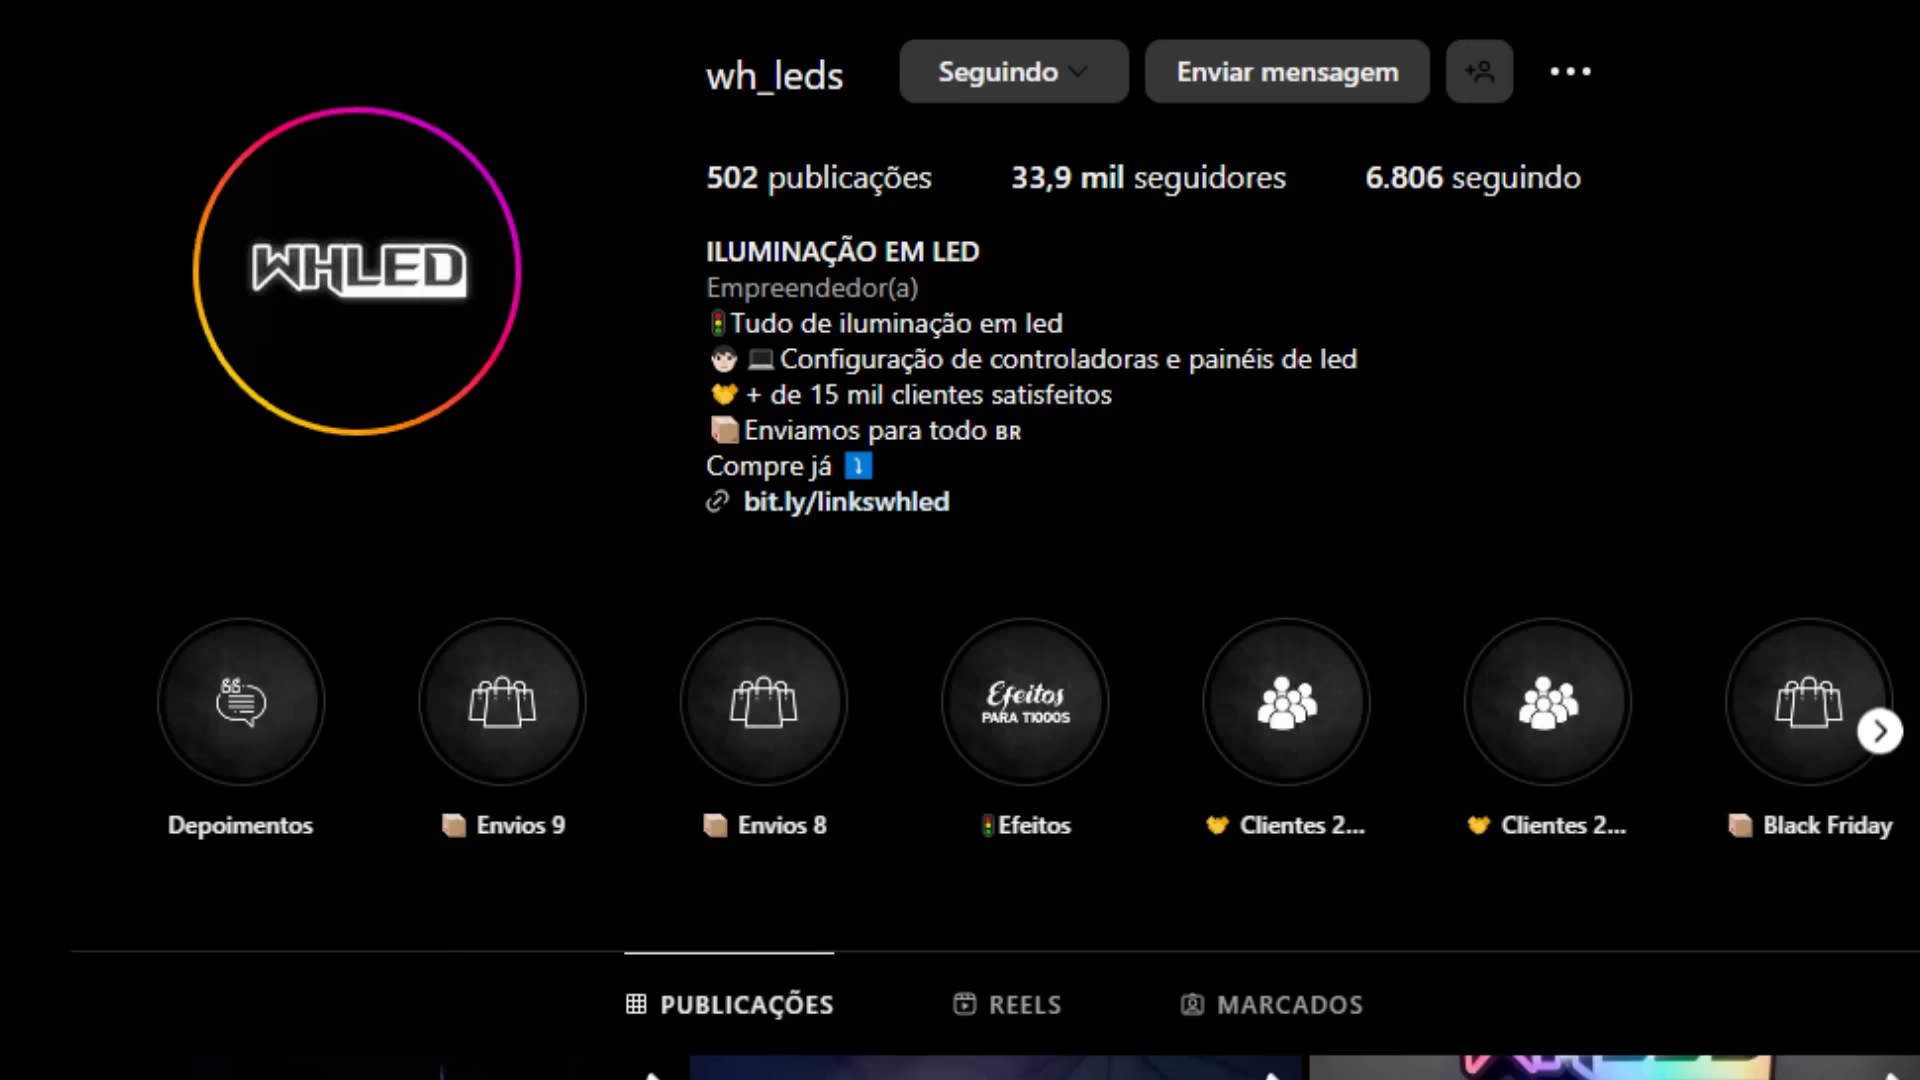 wh_leds
Seguindo
Enviar mensagem
502 publicações
33,9 mil seguidores
6.806 seguindo
WHLED
ILUMINAÇÃO EM LED
Empreendedor(a)
🚦Tudo de iluminação em led
👨🏻‍💻Configuração de controladoras e painéis de led
🤝 + de 15 mil clientes satisfeitos
📦Enviamos para todo BR
Compre já ⤵️
bit.ly/linkswhled
Efeitos
PARA T1000S
Depoimentos
📦 Envios 9
📦 Envios 8
🚦Efeitos
🤝 Clientes 2...
🤝 Clientes 2...
📦 Black Friday
PUBLICAÇÕES
REELS
MARCADOS